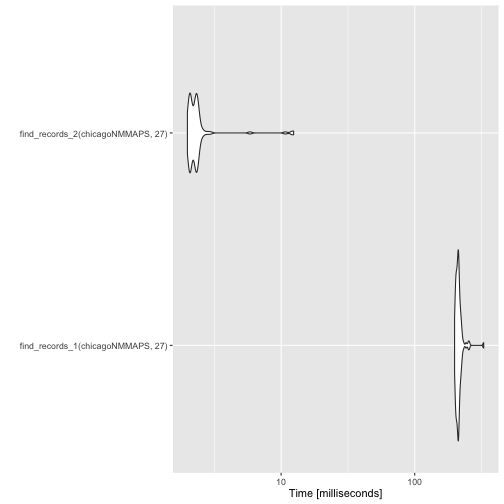 find_records_2(chicagoNMMAPS, 27)
find_records_1(chicagoNMMAPS, 27)
10
100
Time [milliseconds]